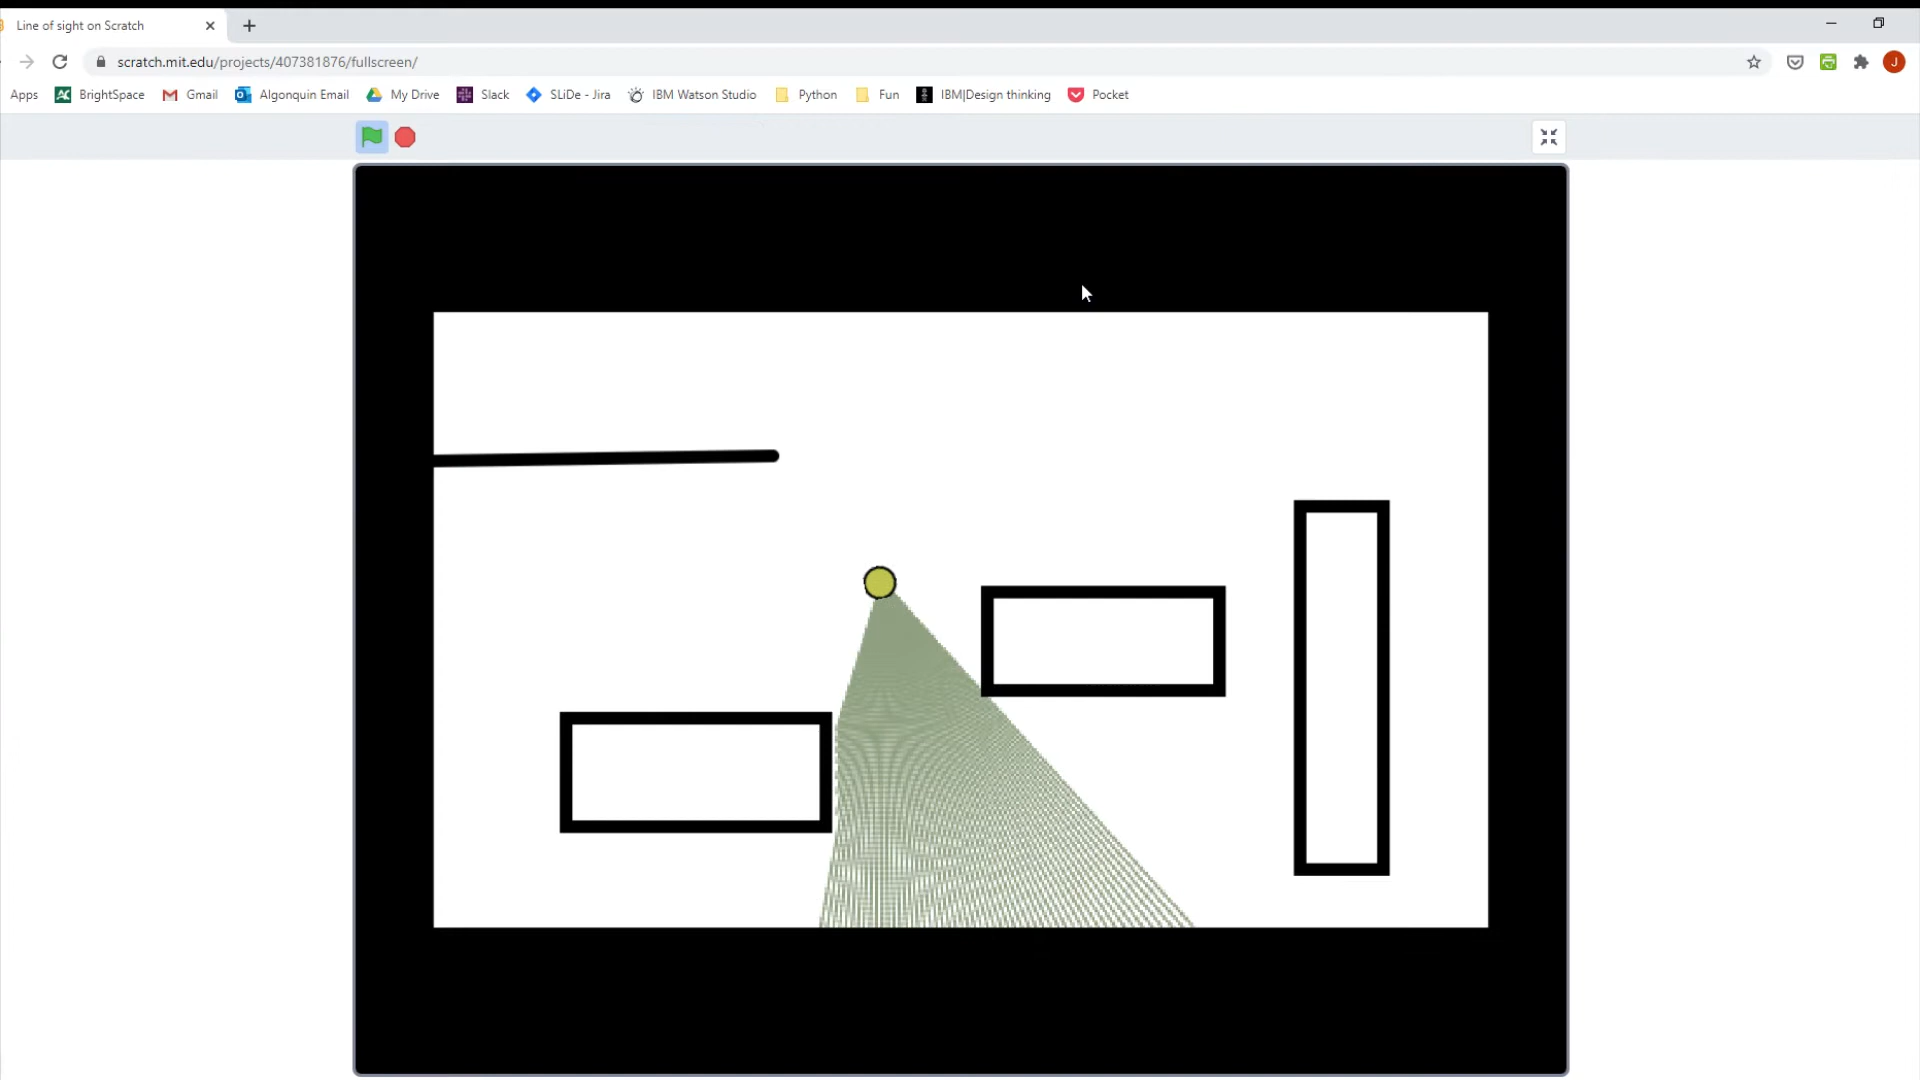 Line of sight on Scratch
scratch.mit.edu/projects/407381876/fullscreen/
J
Apps AC BrightSpace Gmail Algonquin Email My Drive Slack SLiDe - Jira IBM Watson Studio Python Fun IBM|Design thinking Pocket